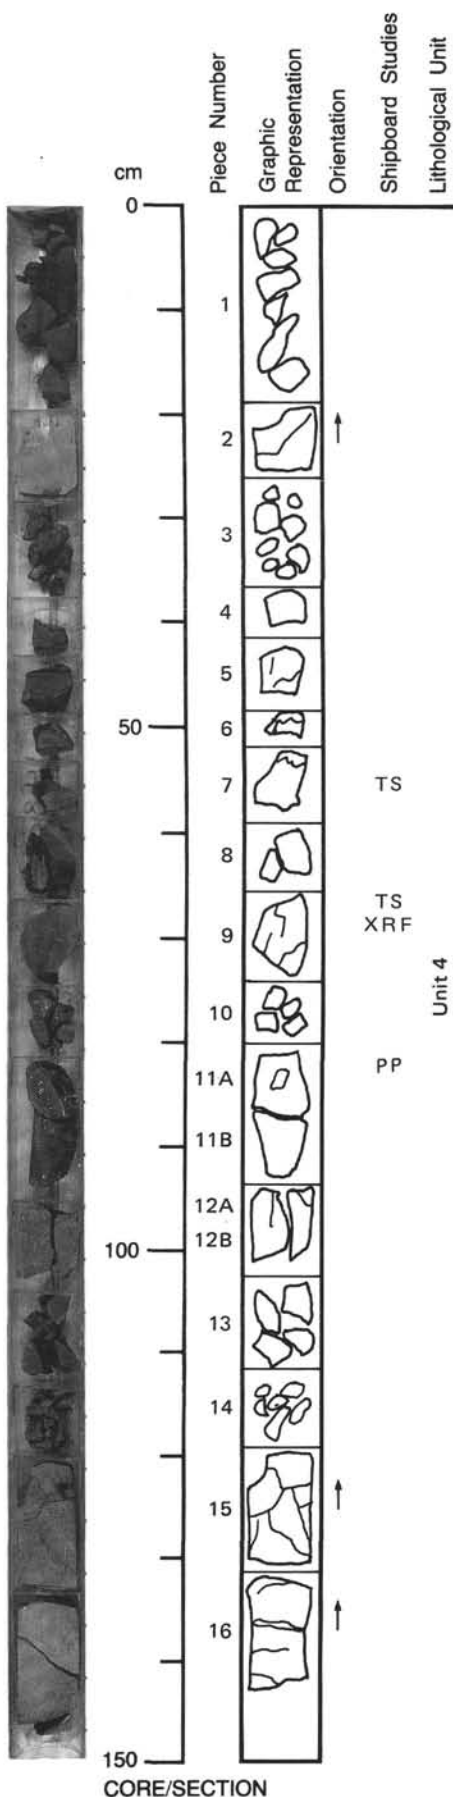 cm
Piece Number
Graphic
Representation
Orientation
Shipboard Studies
Lithological Unit
0
1
2
3
4
5
50
6
7
TS
8
TS
9
XRF
Unit 4
10
11A
PP
11B
12A
12B
100
13
14
15
16
150
CORE/SECTION